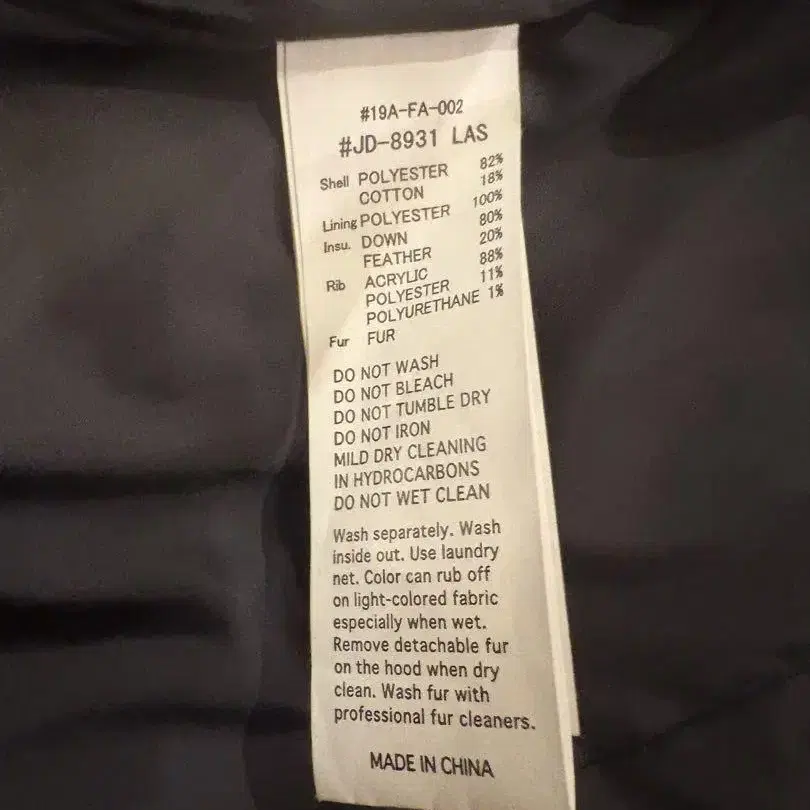 #19A-FA-002
#JD-8931 LAS
Shell POLYESTER 82%
COTTON 18%
Lining POLYESTER 100%
Insu. DOWN 80%
FEATHER 20%
Rib ACRYLIC 88%
POLYESTER 11%
POLYURETHANE 1%
Fur FUR
DO NOT WASH
DO NOT BLEACH
DO NOT TUMBLE DRY
DO NOT IRON
MILD DRY CLEANING
IN HYDROCARBONS
DO NOT WET CLEAN
Wash separately. Wash
inside out. Use laundry
net. Color can rub off
on light-colored fabric
especially when wet.
Remove detachable fur
on the hood when dry
clean. Wash fur with
professional fur cleaners.
MADE IN CHINA